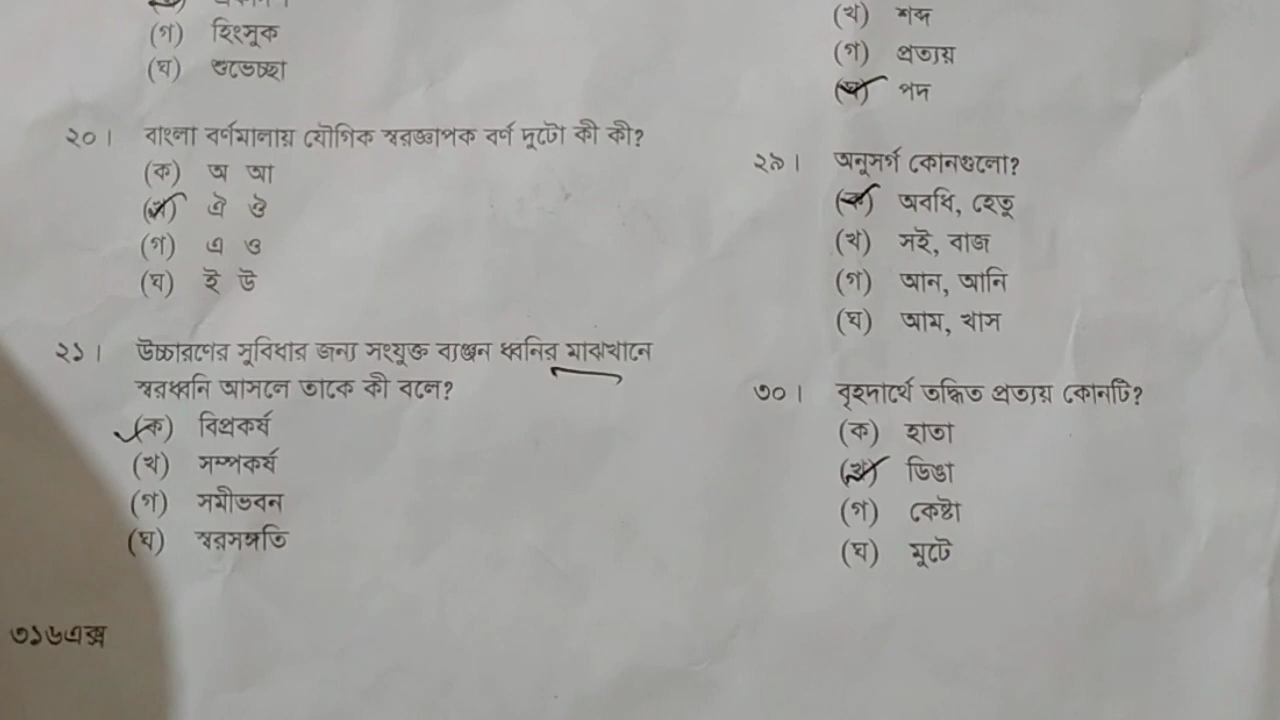 (গ) হিংসুক
(ঘ) শুভেচ্ছা
২০। বাংলা বর্ণমালায় যৌগিক স্বরজ্ঞাপক বর্ণ দুটো কী কী?
(ক) অ আ
(খ) ঐ ঔ
(গ) এ ও
(ঘ) ই উ
২১। উচ্চারণের সুবিধার জন্য সংযুক্ত ব্যঞ্জন ধ্বনির মাঝখানে
স্বরধ্বনি আসলে তাকে কী বলে?
(ক) বিপ্রকর্ষ
(খ) সম্প্রকর্ষ
(গ) সমীভবন
(ঘ) স্বরসঙ্গতি
৩১৬এক্স
(খ) শব্দ
(গ) প্রত্যয়
(ঘ) পদ
২৯। অনুসর্গ কোনগুলো?
(ক) অবধি, হেতু
(খ) সই, বাজ
(গ) আন, আনি
(ঘ) আম, খাস
৩০। বৃহদার্থে তদ্ধিত প্রত্যয় কোনটি?
(ক) হাতা
(খ) ডিঙা
(গ) কেষ্টা
(ঘ) মুটে